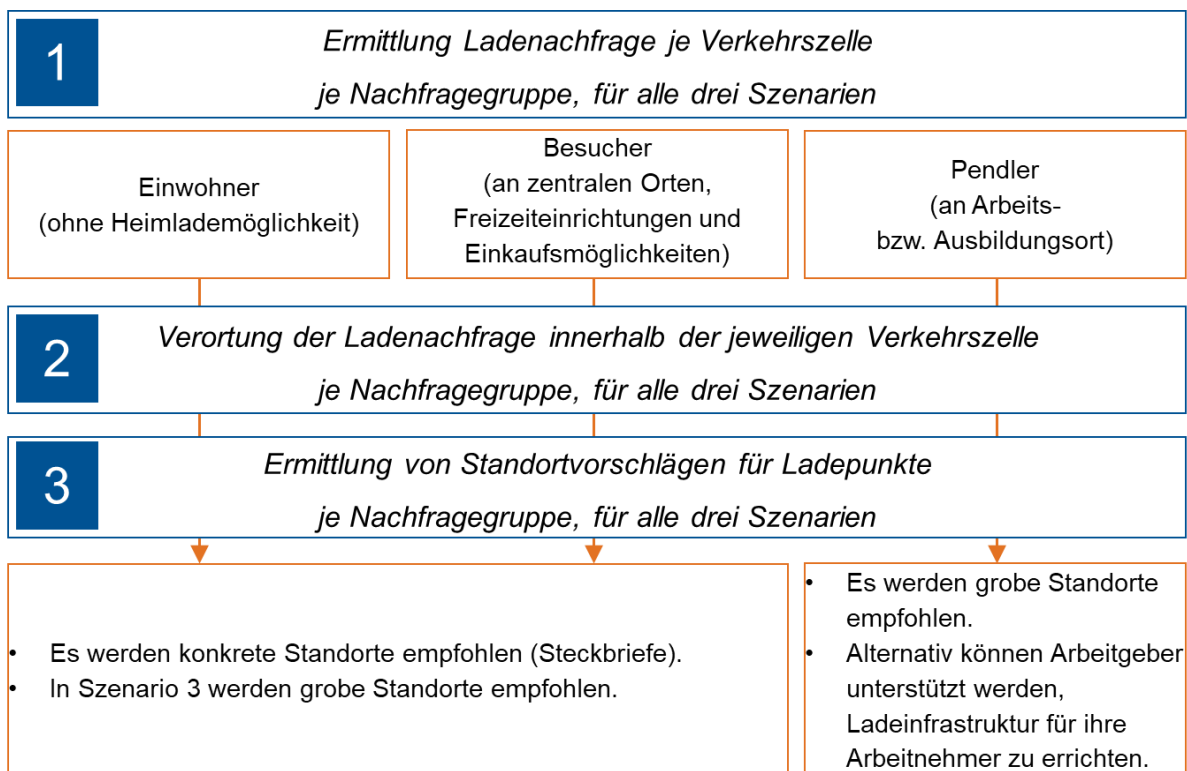 1
Ermittlung Ladenachfrage je Verkehrszelle
je Nachfragegruppe, für alle drei Szenarien
Einwohner
(ohne Heimlademöglichkeit)
Besucher
(an zentralen Orten,
Freizeiteinrichtungen und
Einkaufsmöglichkeiten)
Pendler
(an Arbeits-
bzw. Ausbildungsort)
2
Verortung der Ladenachfrage innerhalb der jeweiligen Verkehrszelle
je Nachfragegruppe, für alle drei Szenarien
3
Ermittlung von Standortvorschlägen für Ladepunkte
je Nachfragegruppe, für alle drei Szenarien
• Es werden konkrete Standorte empfohlen (Steckbriefe).
• In Szenario 3 werden grobe Standorte empfohlen.
• Es werden grobe Standorte
empfohlen.
• Alternativ können Arbeitgeber
unterstützt werden,
Ladeinfrastruktur für ihre
Arbeitnehmer zu errichten.